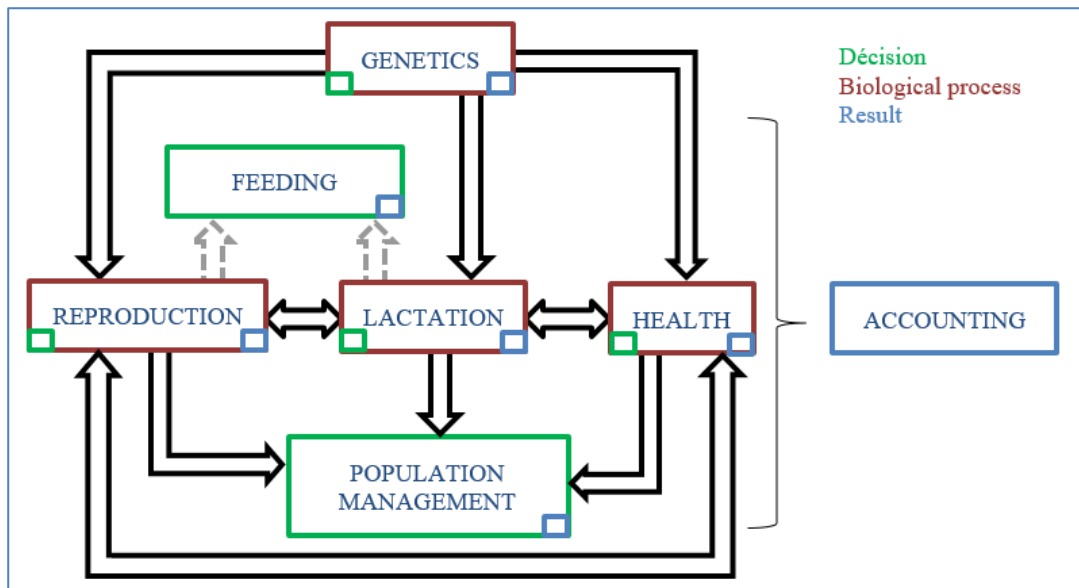 GENETICS
Décision
Biological process
Result
FEEDING
REPRODUCTION
LACTATION
HEALTH
ACCOUNTING
POPULATION
MANAGEMENT